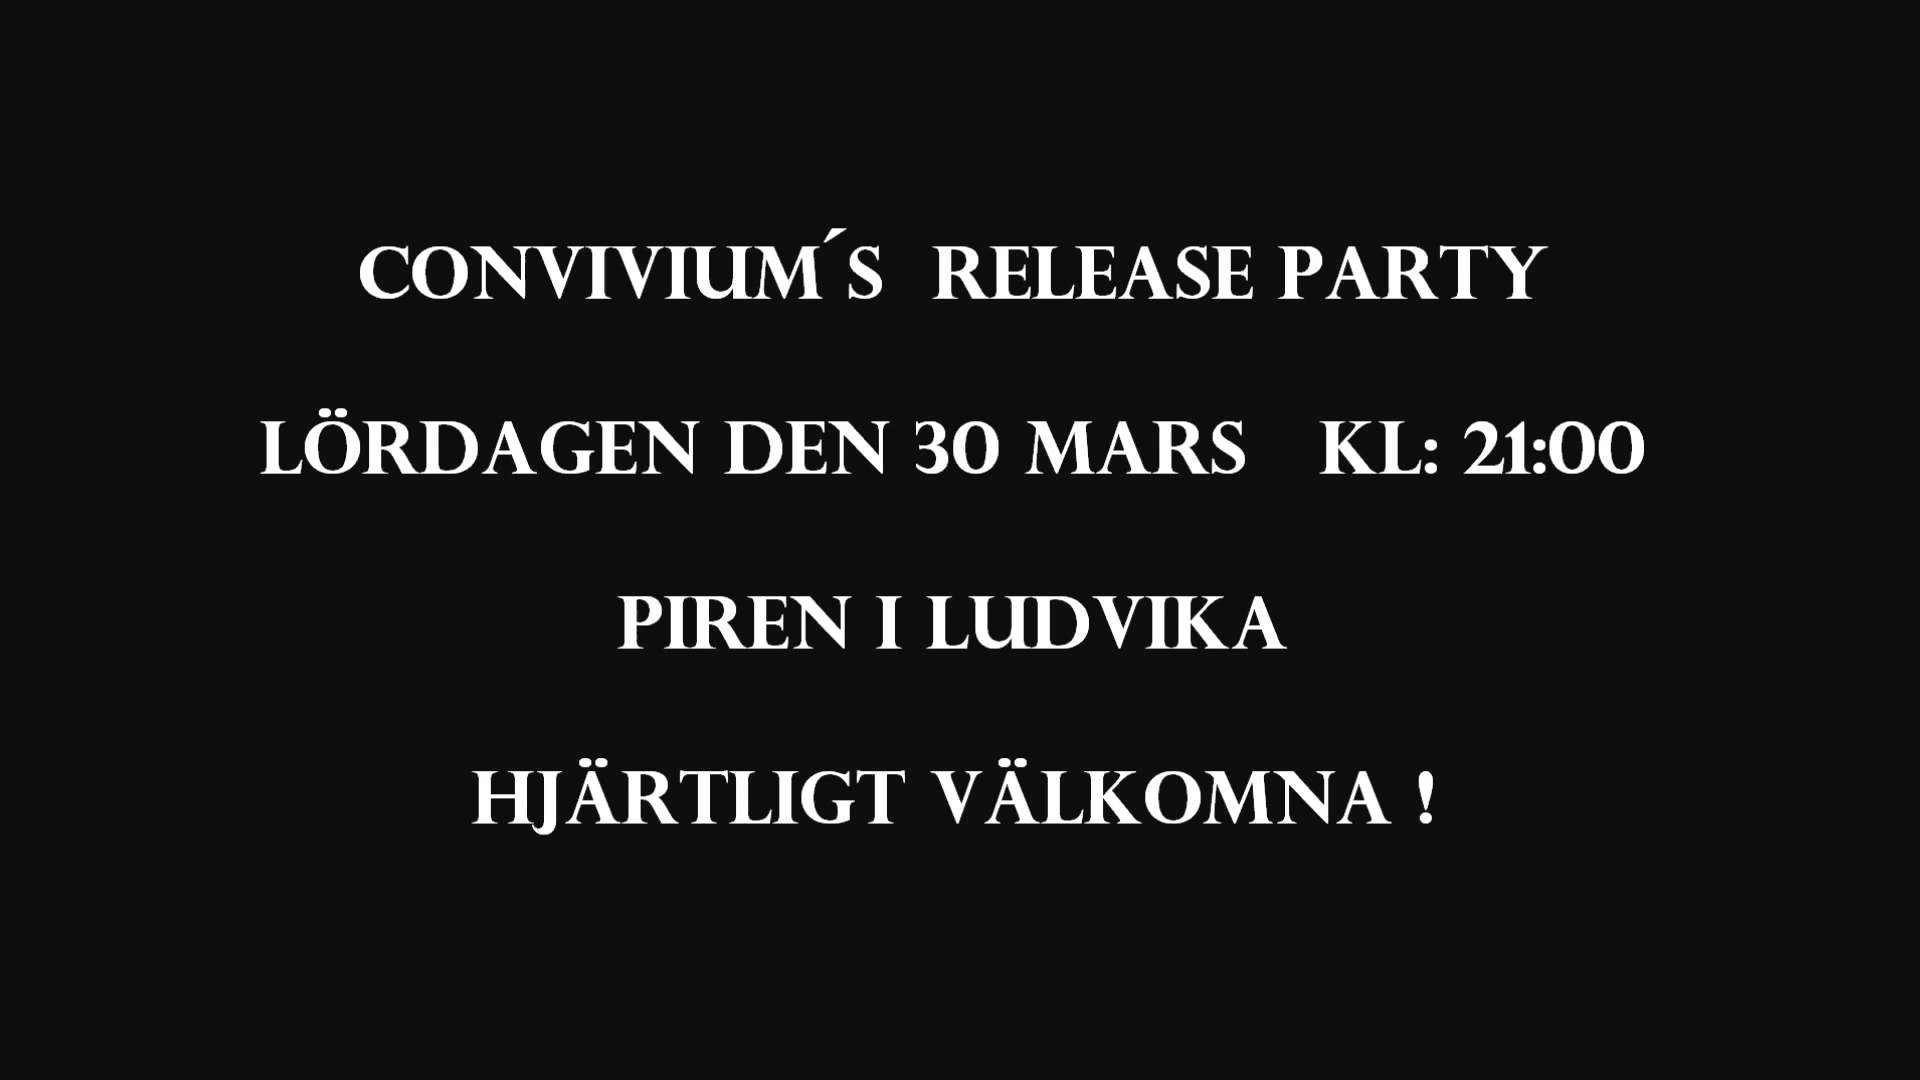 CONVIVIUM´S RELEASE PARTY
LÖRDAGEN DEN 30 MARS KL: 21:00
PIREN I LUDVIKA
HJÄRTLIGT VÄLKOMNA !